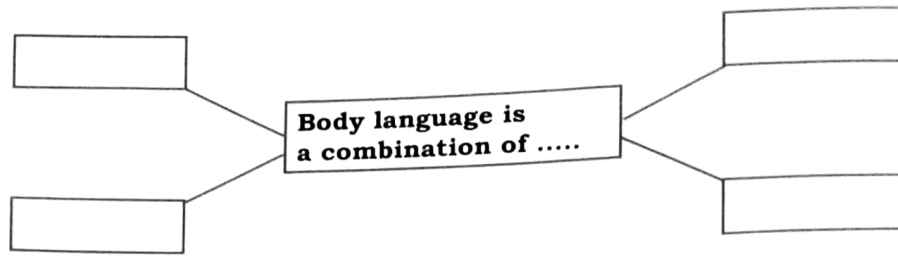 Body language is
a combination of .....